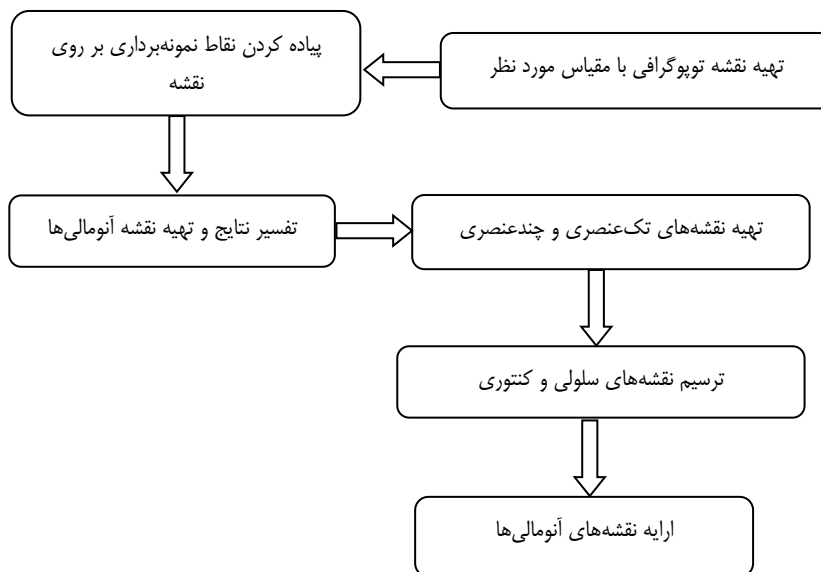 تهیه نقشه توپوگرافی با مقیاس مورد نظر
پیاده کردن نقاط نمونه‌برداری بر روی
نقشه
تفسیر نتایج و تهیه نقشه آنومالی‌ها
تهیه نقشه‌های تک‌عنصری و چندعنصری
ترسیم نقشه‌های سلولی و کنتوری
ارایه نقشه‌های آنومالی‌ها